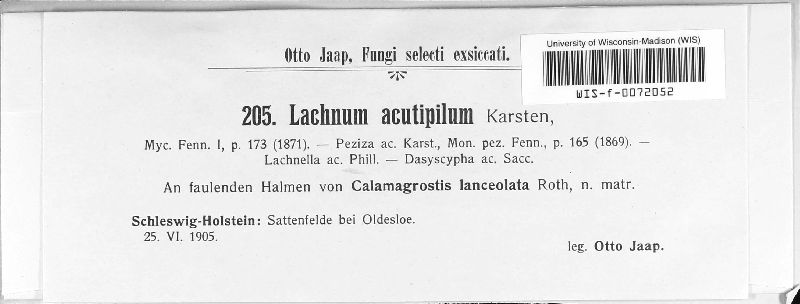 Otto Jaap, Fungi selecti exsiccati.
University of Wisconsin-Madison (WIS)
WIS-f-0072052
205. Lachnum acutipilum Karsten,
Myc. Fenn. I, p. 173 (1871). — Peziza ac. Karst., Mon. pez. Fenn., p. 165 (1869). —
Lachnella ac. Phill. — Dasyscypha ac. Sacc.
An faulenden Halmen von Calamagrostis lanceolata Roth, n. matr.
Schleswig-Holstein: Sattenfelde bei Oldesloe.
25. VI. 1905.
leg. Otto Jaap.